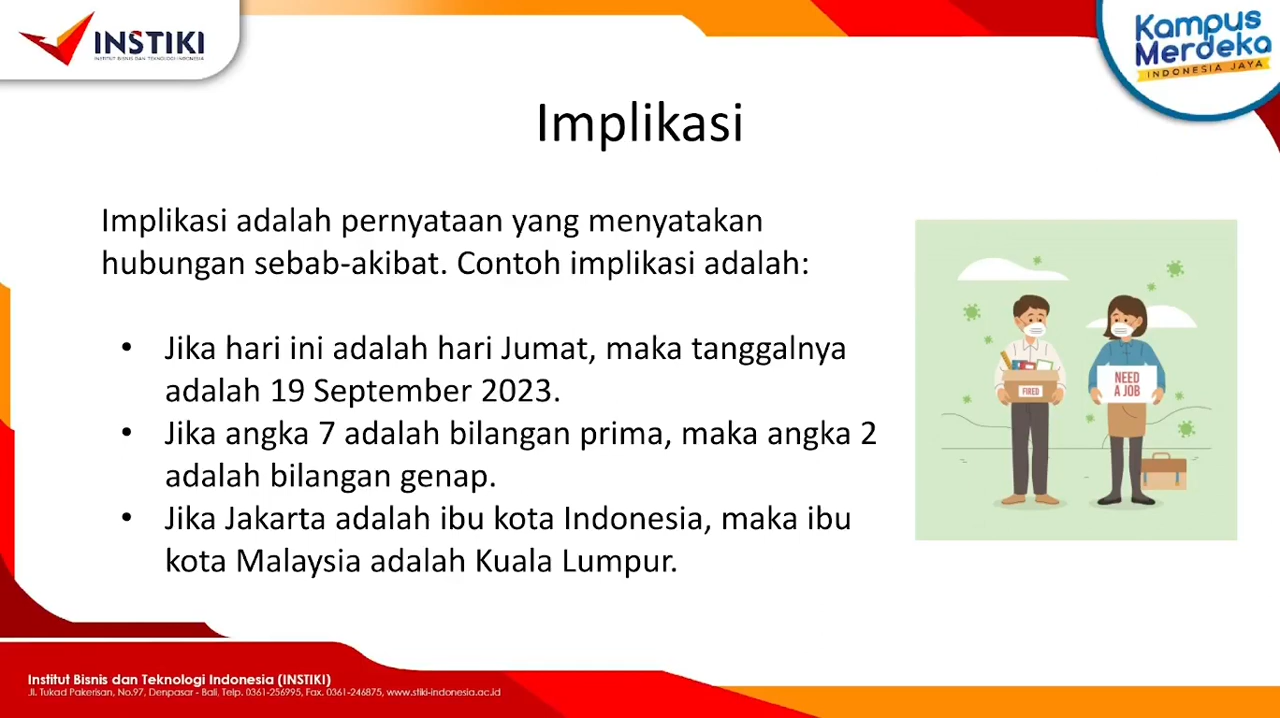 INSTIKI
INSTITUT BISNIS DAN TEKNOLOGI INDONESIA
Kampus
Merdeka
INDONESIA JAYA
Implikasi
Implikasi adalah pernyataan yang menyatakan
hubungan sebab-akibat. Contoh implikasi adalah:
• Jika hari ini adalah hari Jumat, maka tanggalnya
adalah 19 September 2023.
• Jika angka 7 adalah bilangan prima, maka angka 2
adalah bilangan genap.
• Jika Jakarta adalah ibu kota Indonesia, maka ibu
kota Malaysia adalah Kuala Lumpur.
FIRED
NEED
A JOB
Institut Bisnis dan Teknologi Indonesia (INSTIKI)
Jl. Tukad Pakerisan, No.97, Denpasar - Bali, Telp. 0361-256995, Fax. 0361-246875, www.stiki-indonesia.ac.id